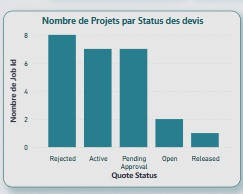 Nombre de Projets par Status des devis
Nombre de Job Id
8
6
4
2
0
Rejected Active Pending Approval Open Released
Quote Status